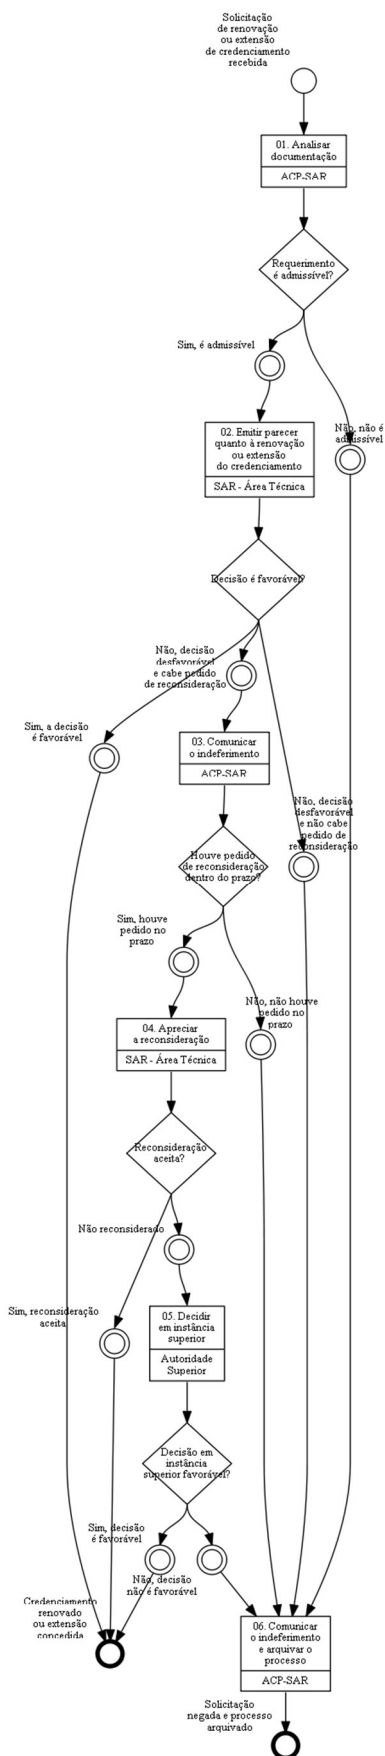 Solicitação
de renovação
ou extensão
de credenciamento
recebida
01. Analisar
documentação
ACP-SAR
Requerimento
é admissível?
Sim, é admissível
Não, não é
admissível
02. Emitir parecer
quanto à renovação
ou extensão
do credenciamento
SAR - Área Técnica
Decisão é favorável?
Não, decisão
desfavorável
e cabe pedido
de reconsideração
Sim, a decisão
é favorável
03. Comunicar
o indeferimento
ACP-SAR
Não, decisão
desfavorável
e não cabe
pedido de
reconsideração
Houve pedido
de reconsideração
dentro do prazo?
Sim, houve
pedido no
prazo
Não, não houve
pedido no
prazo
04. Apreciar
a reconsideração
SAR - Área Técnica
Reconsideração
aceita?
Não reconsiderado
Sim, reconsideração
aceita
05. Decidir
em instância
superior
Autoridade
Superior
Decisão em
instância
superior favorável?
Sim, decisão
é favorável
Não, decisão
não é favorável
Credenciamento
renovado
ou extensão
concedida
06. Comunicar
o indeferimento
e arquivar o
processo
ACP-SAR
Solicitação
negada e processo
arquivado